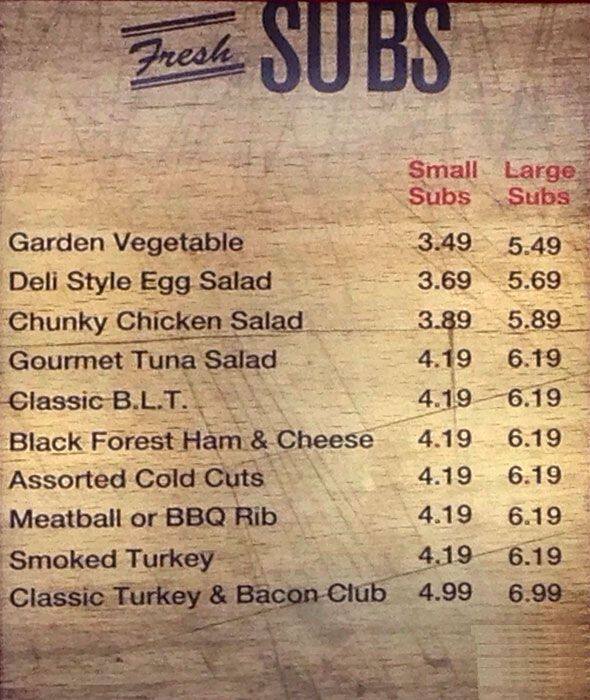 Fresh SUBS
Small Large
Subs Subs
Garden Vegetable 3.49 5.49
Deli Style Egg Salad 3.69 5.69
Chunky Chicken Salad 3.89 5.89
Gourmet Tuna Salad 4.19 6.19
Classic B.L.T. 4.19 6.19
Black Forest Ham & Cheese 4.19 6.19
Assorted Cold Cuts 4.19 6.19
Meatball or BBQ Rib 4.19 6.19
Smoked Turkey 4.19 6.19
Classic Turkey & Bacon Club 4.99 6.99